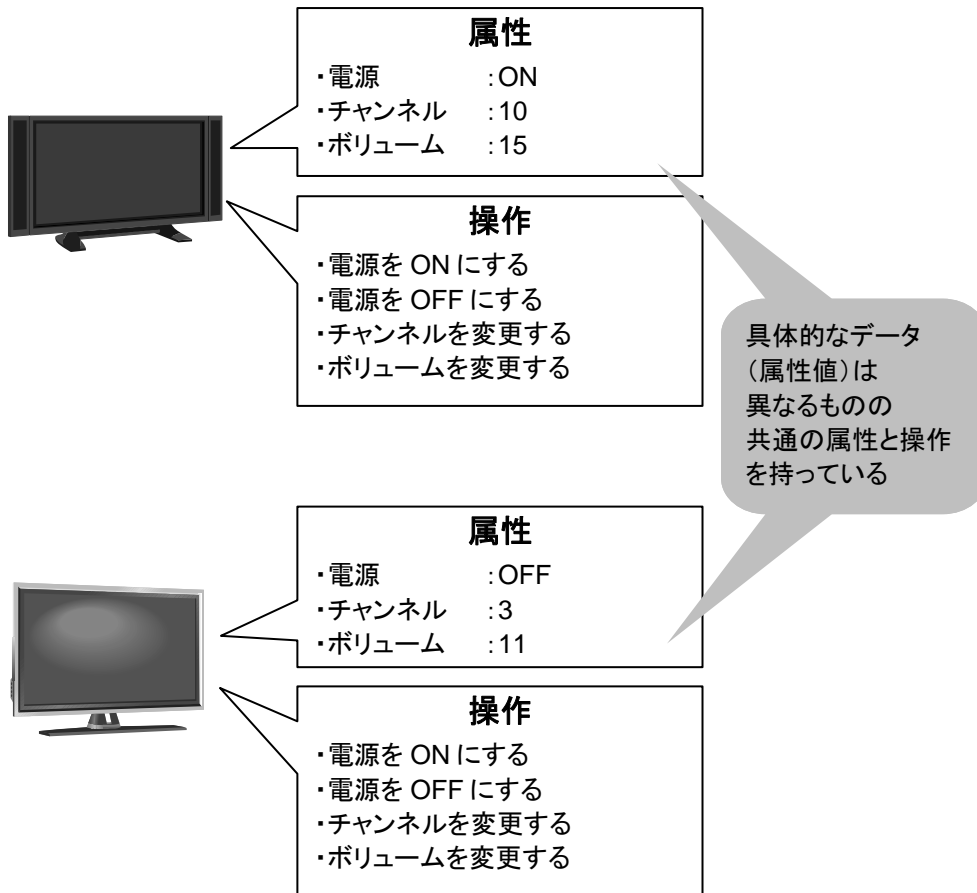 属性
・電源 :ON
・チャンネル :10
・ボリューム :15
操作
・電源を ON にする
・電源を OFF にする
・チャンネルを変更する
・ボリュームを変更する
具体的なデータ
(属性値)は
異なるものの
共通の属性と操作
を持っている
属性
・電源 :OFF
・チャンネル :3
・ボリューム :11
操作
・電源を ON にする
・電源を OFF にする
・チャンネルを変更する
・ボリュームを変更する